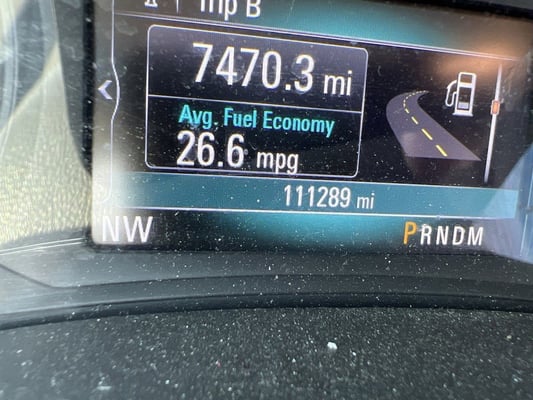 Trip B
7470.3 mi
Avg. Fuel Economy
26.6 mpg
111289 mi
NW
PRNDM